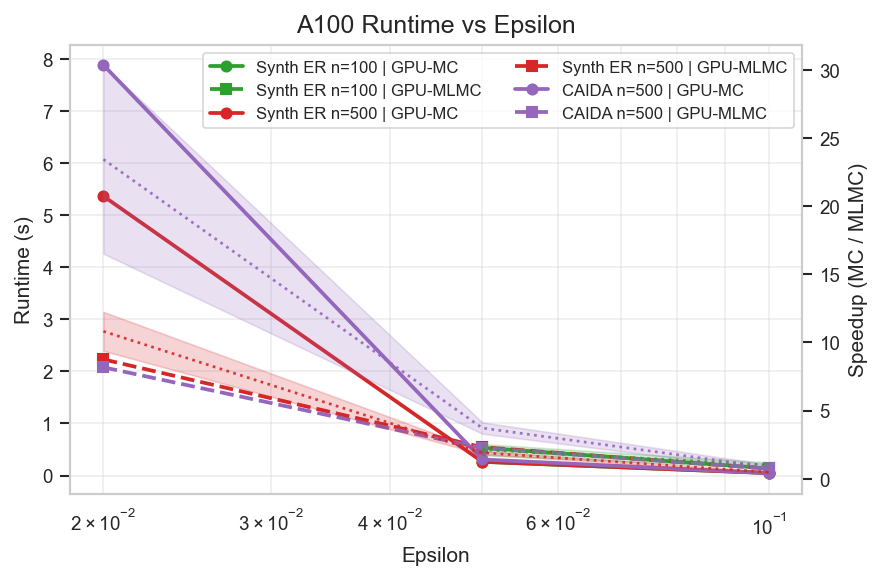 A100 Runtime vs Epsilon
Synth ER n=100 | GPU-MC
Synth ER n=100 | GPU-MLMC
Synth ER n=500 | GPU-MC
Synth ER n=500 | GPU-MLMC
CAIDA n=500 | GPU-MC
CAIDA n=500 | GPU-MLMC
Runtime (s)
8
7
6
5
4
3
2
1
0
Speedup (MC / MLMC)
30
25
20
15
10
5
0
2 × 10⁻² 3 × 10⁻² 4 × 10⁻² 6 × 10⁻² 10⁻¹
Epsilon